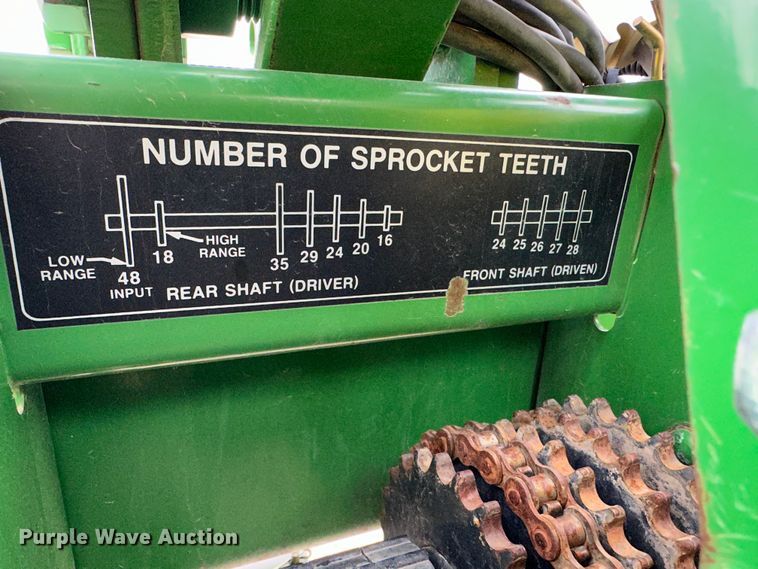 NUMBER OF SPROCKET TEETH
LOW RANGE
48
INPUT
18
HIGH RANGE
35 29 24 20 16
REAR SHAFT (DRIVER)
24 25 26 27 28
FRONT SHAFT (DRIVEN)
Purple Wave Auction